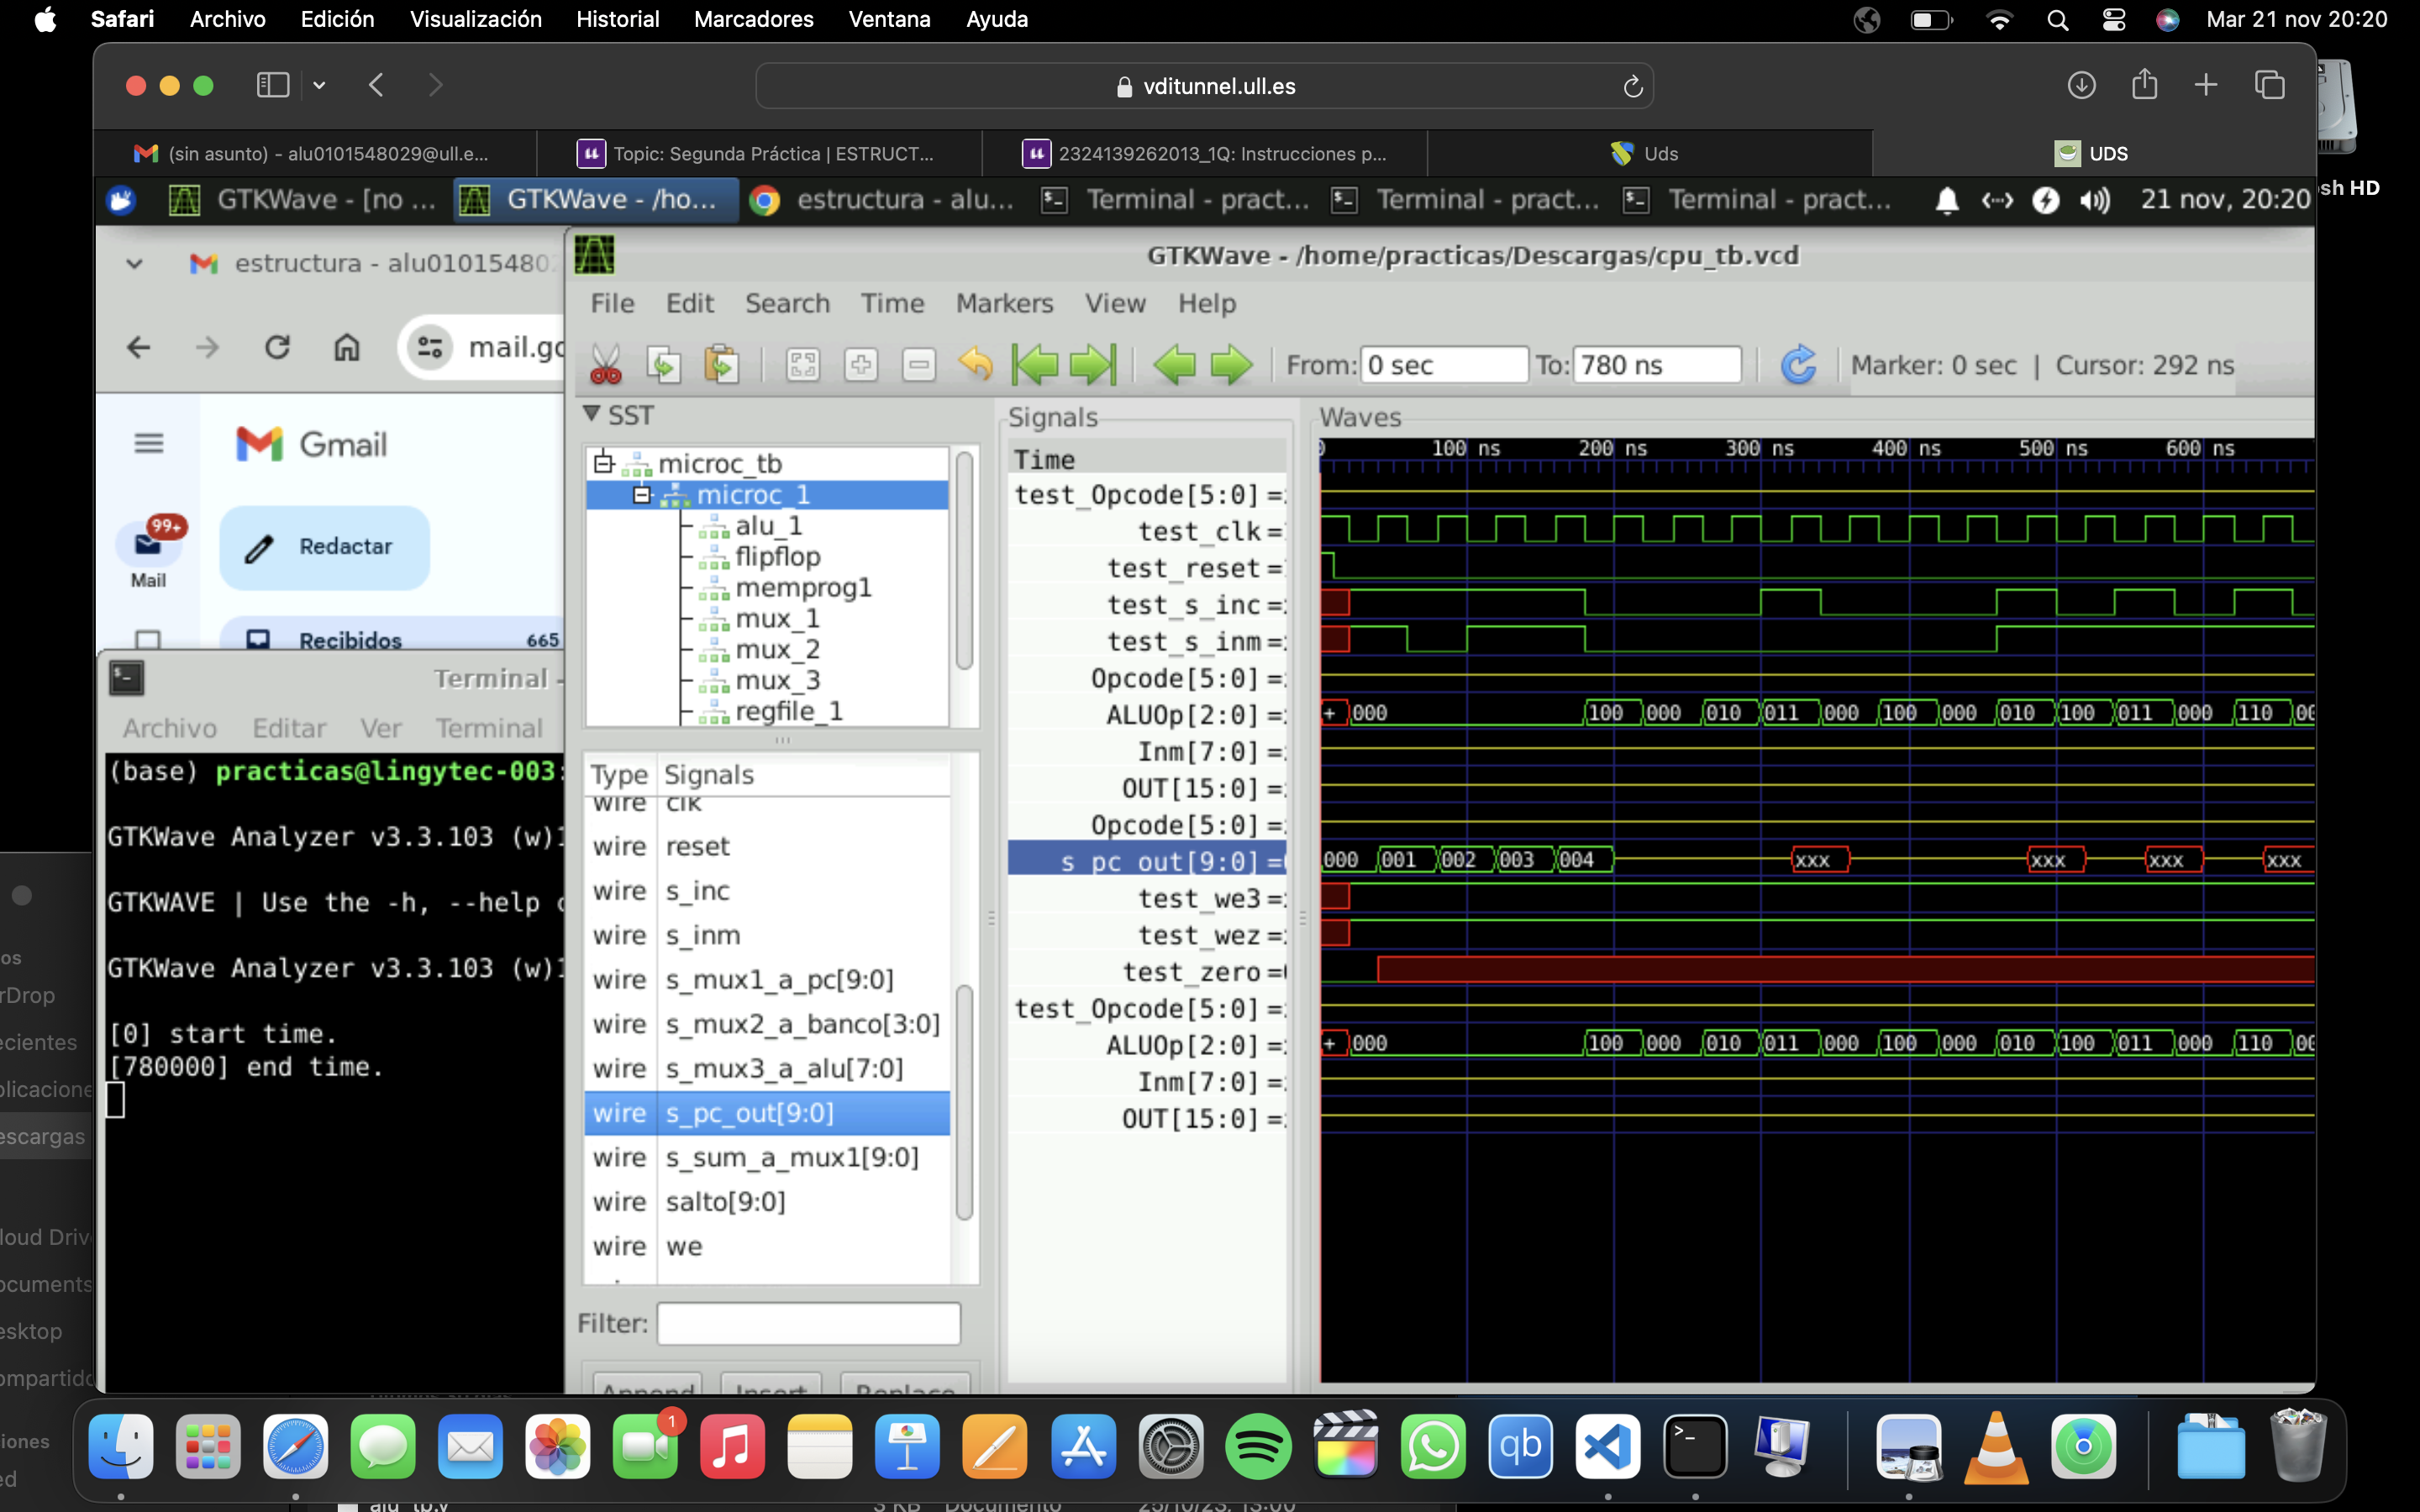 Safari Archivo Edición Visualización Historial Marcadores Ventana Ayuda Mar 21 nov 20:20
vditunnel.ull.es
(sin asunto) - alu0101548029@ull.e... Topic: Segunda Práctica | ESTRUCT... 2324139262013_1Q: Instrucciones p... Uds UDS
GTKWave - [no ... GTKWave - /ho... estructura - alu... Terminal - pract... Terminal - pract... Terminal - pract... 21 nov, 20:20
sh HD
estructura - alu01015480
GTKWave - /home/practicas/Descargas/cpu_tb.vcd
File Edit Search Time Markers View Help
mail.go
From: 0 sec To: 780 ns Marker: 0 sec | Cursor: 292 ns
Gmail
99+
Mail
Redactar
Recibidos 665
SST
microc_tb
microc_1
alu_1
flipflop
memprog1
mux_1
mux_2
mux_3
regfile_1
Type Signals
wire clk
wire reset
wire s_inc
wire s_inm
wire s_mux1_a_pc[9:0]
wire s_mux2_a_banco[3:0]
wire s_mux3_a_alu[7:0]
wire s_pc_out[9:0]
wire s_sum_a_mux1[9:0]
wire salto[9:0]
wire we
Filter:
Append Insert Replace
Signals
Time
test_Opcode[5:0] =
test_clk =
test_reset =
test_s_inc =
test_s_inm =
Opcode[5:0] =
ALUOp[2:0] =
Inm[7:0] =
OUT[15:0] =
Opcode[5:0] =
s_pc_out[9:0] =
test_we3 =
test_wez =
test_zero =
test_Opcode[5:0] =
ALUOp[2:0] =
Inm[7:0] =
OUT[15:0] =
Waves
0 100 ns 200 ns 300 ns 400 ns 500 ns 600 ns
+ 000 100 000 010 011 000 100 000 010 100 011 000 110 00
000 001 002 003 004 xxx xxx xxx xxx
+ 000 100 000 010 011 000 100 000 010 100 011 000 110 00
Terminal -
Archivo Editar Ver Terminal
(base) practicas@lingytec-003:
GTKWave Analyzer v3.3.103 (w)1
GTKWAVE | Use the -h, --help
GTKWave Analyzer v3.3.103 (w)1
[0] start time.
[780000] end time.
os
rDrop
ecientes
plicacione
escargas
loud Driv
ocuments
esktop
ompartido
iones
ed
1
qb
alu_tb.v 3 KB Documento 25/10/23, 13:00